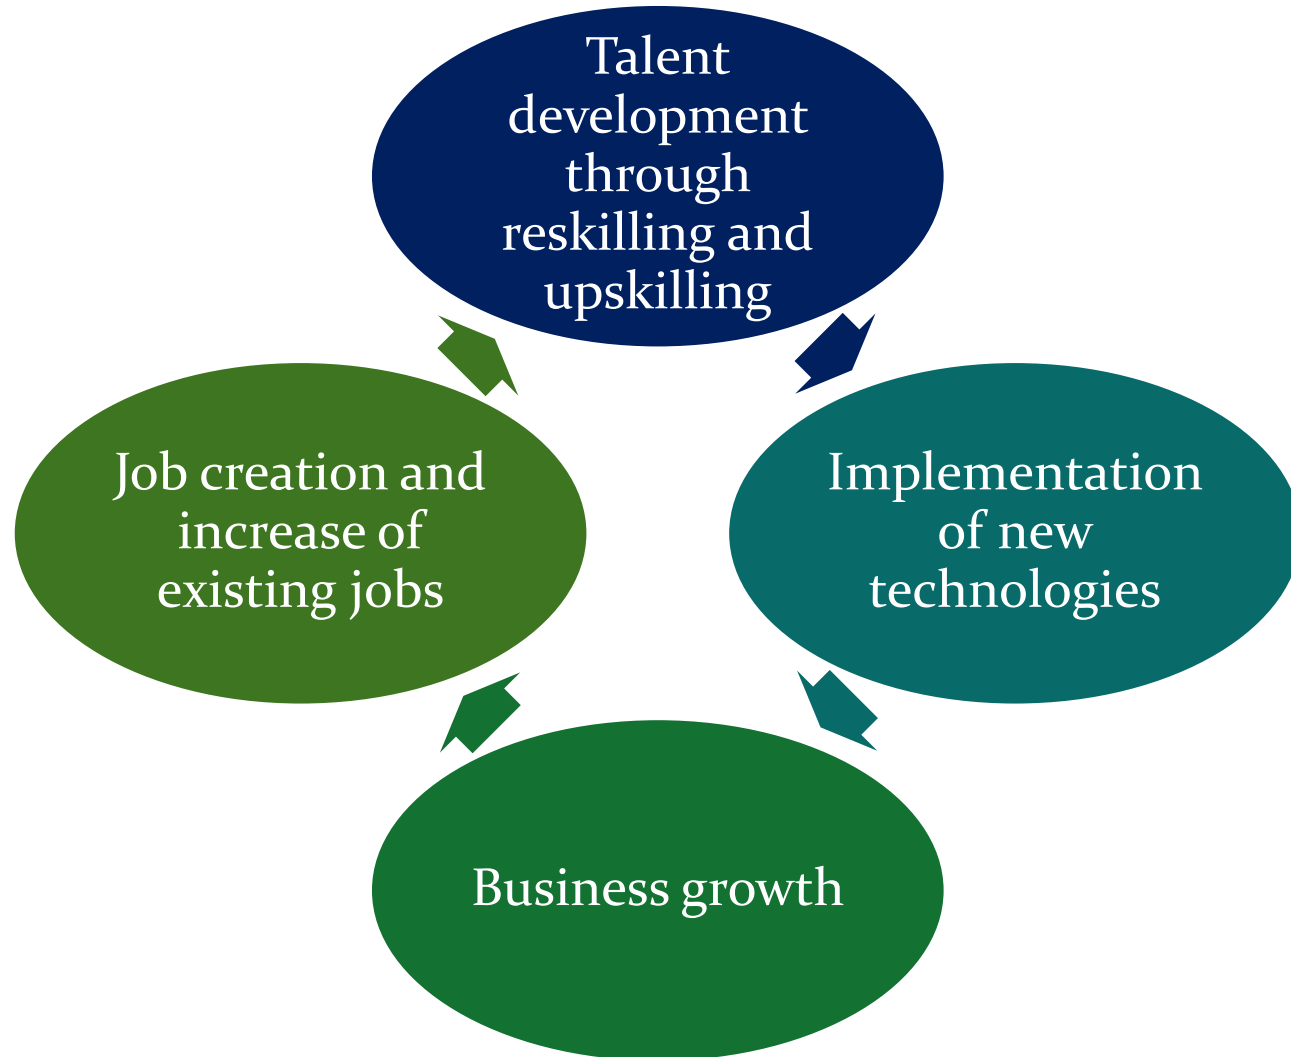 Talent
development
through
reskilling and
upskilling
Implementation
of new
technologies
Business growth
Job creation and
increase of
existing jobs